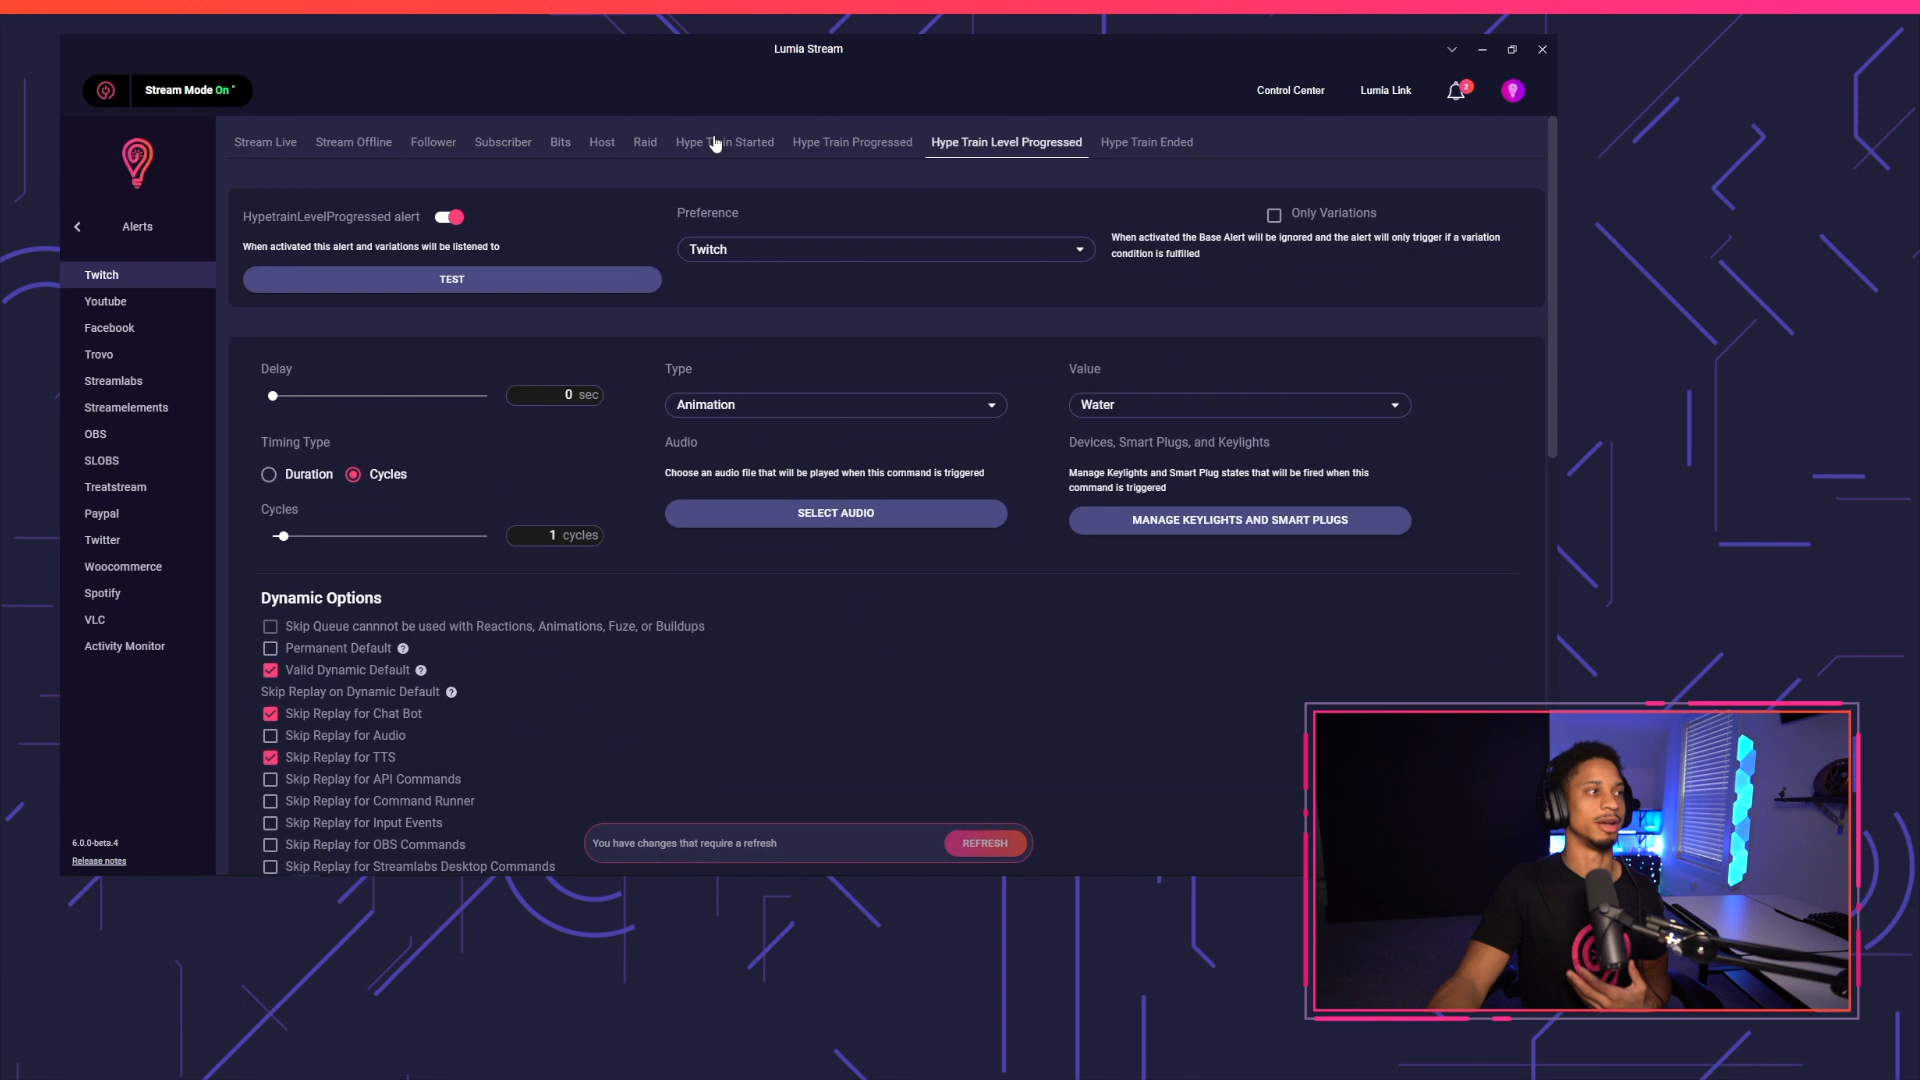 Lumia Stream
Stream Mode On
Control Center
Lumia Link
2
Stream Live
Stream Offline
Follower
Subscriber
Bits
Host
Raid
Hype Train Started
Hype Train Progressed
Hype Train Level Progressed
Hype Train Ended
Alerts
Twitch
Youtube
Facebook
Trovo
Streamlabs
Streamelements
OBS
SLOBS
Treatstream
Paypal
Twitter
Woocommerce
Spotify
VLC
Activity Monitor
6.0.0-beta.4
Release notes
HypetrainLevelProgressed alert
When activated this alert and variations will be listened to
TEST
Preference
Twitch
Only Variations
When activated the Base Alert will be ignored and the alert will only trigger if a variation
condition is fulfilled
Delay
0 sec
Timing Type
Duration
Cycles
Cycles
1 cycles
Type
Animation
Audio
Choose an audio file that will be played when this command is triggered
SELECT AUDIO
Value
Water
Devices, Smart Plugs, and Keylights
Manage Keylights and Smart Plug states that will be fired when this
command is triggered
MANAGE KEYLIGHTS AND SMART PLUGS
Dynamic Options
Skip Queue cannnot be used with Reactions, Animations, Fuze, or Buildups
Permanent Default ?
Valid Dynamic Default ?
Skip Replay on Dynamic Default ?
Skip Replay for Chat Bot
Skip Replay for Audio
Skip Replay for TTS
Skip Replay for API Commands
Skip Replay for Command Runner
Skip Replay for Input Events
Skip Replay for OBS Commands
Skip Replay for Streamlabs Desktop Commands
You have changes that require a refresh
REFRESH